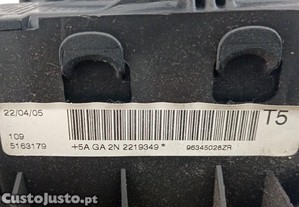 22/04/05
T5
109
5163179
+5A GA 2N 2219349*
96345028ZR
CustoJusto.pt